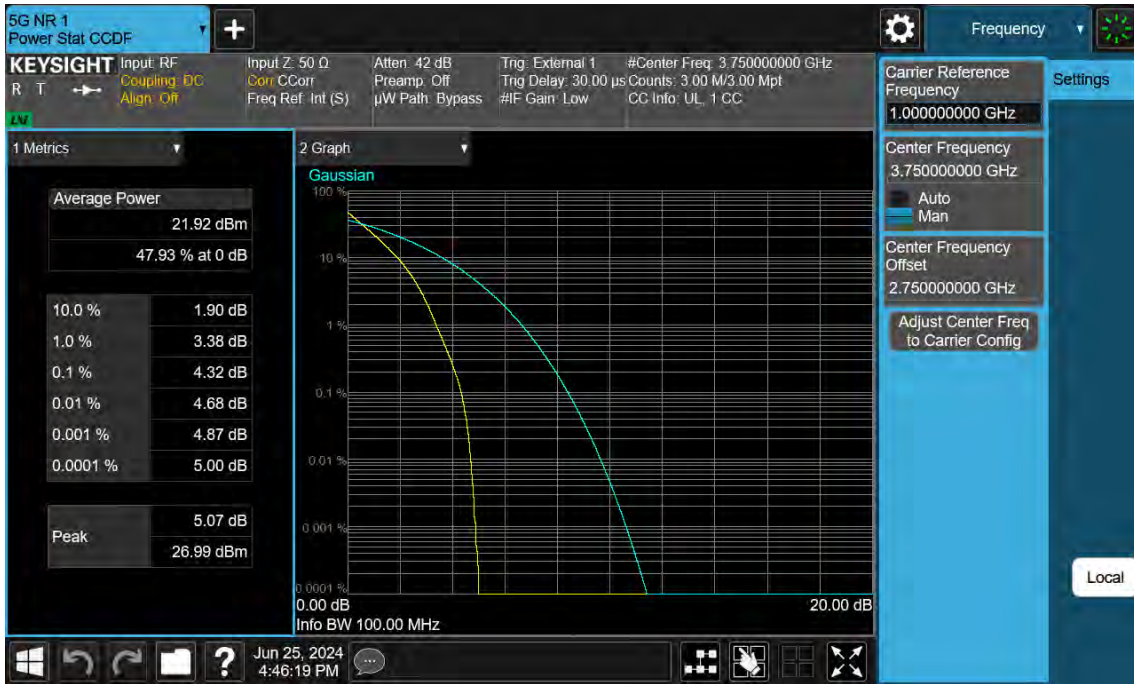 5G NR 1
Power Stat CCDF
Frequency
KEYSIGHT
R T
LXI
Input: RF
Coupling: DC
Align: Off
Input Z: 50 Ω
Corr CCorr
Freq Ref: Int (S)
Atten: 42 dB
Preamp: Off
µW Path: Bypass
Trig: External 1
Trig Delay: 30.00 µs
#IF Gain: Low
#Center Freq: 3.750000000 GHz
Counts: 3.00 M/3.00 Mpt
CC Info: UL, 1 CC
1 Metrics
Average Power
21.92 dBm
47.93 % at 0 dB
10.0 % 1.90 dB
1.0 % 3.38 dB
0.1 % 4.32 dB
0.01 % 4.68 dB
0.001 % 4.87 dB
0.0001 % 5.00 dB
Peak
5.07 dB
26.99 dBm
2 Graph
Gaussian
100 %
10 %
1 %
0.1 %
0.01 %
0.001 %
0.0001 %
0.00 dB 20.00 dB
Info BW 100.00 MHz
Carrier Reference
Frequency
1.000000000 GHz
Center Frequency
3.750000000 GHz
Auto
Man
Center Frequency
Offset
2.750000000 GHz
Adjust Center Freq
to Carrier Config
Settings
Local
?
Jun 25, 2024
4:46:19 PM